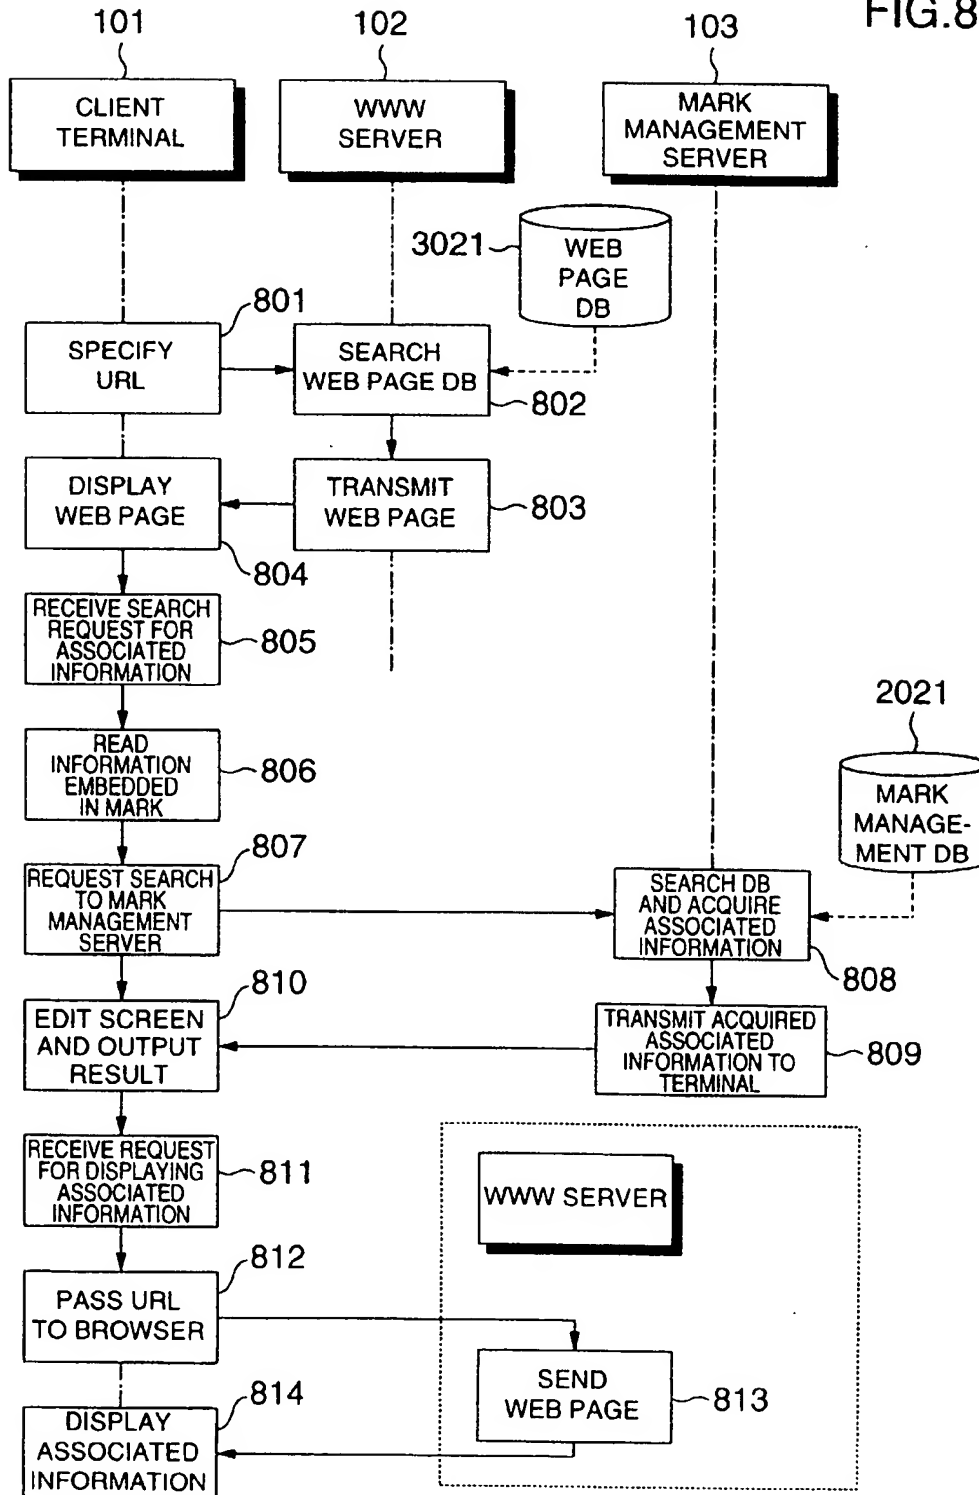 FIG.8
101
102
103
CLIENT
TERMINAL
WWW
SERVER
MARK
MANAGEMENT
SERVER
3021
WEB
PAGE
DB
801
SPECIFY
URL
SEARCH
WEB PAGE DB
802
DISPLAY
WEB PAGE
804
TRANSMIT
WEB PAGE
803
RECEIVE SEARCH
REQUEST FOR
ASSOCIATED
INFORMATION
805
READ
INFORMATION
EMBEDDED
IN MARK
806
2021
MARK
MANAGE-
MENT DB
807
REQUEST SEARCH
TO MARK
MANAGEMENT
SERVER
SEARCH DB
AND ACQUIRE
ASSOCIATED
INFORMATION
808
810
EDIT SCREEN
AND OUTPUT
RESULT
TRANSMIT ACQUIRED
ASSOCIATED
INFORMATION TO
TERMINAL
809
RECEIVE REQUEST
FOR DISPLAYING
ASSOCIATED
INFORMATION
811
WWW SERVER
812
PASS URL
TO BROWSER
SEND
WEB PAGE
813
814
DISPLAY
ASSOCIATED
INFORMATION